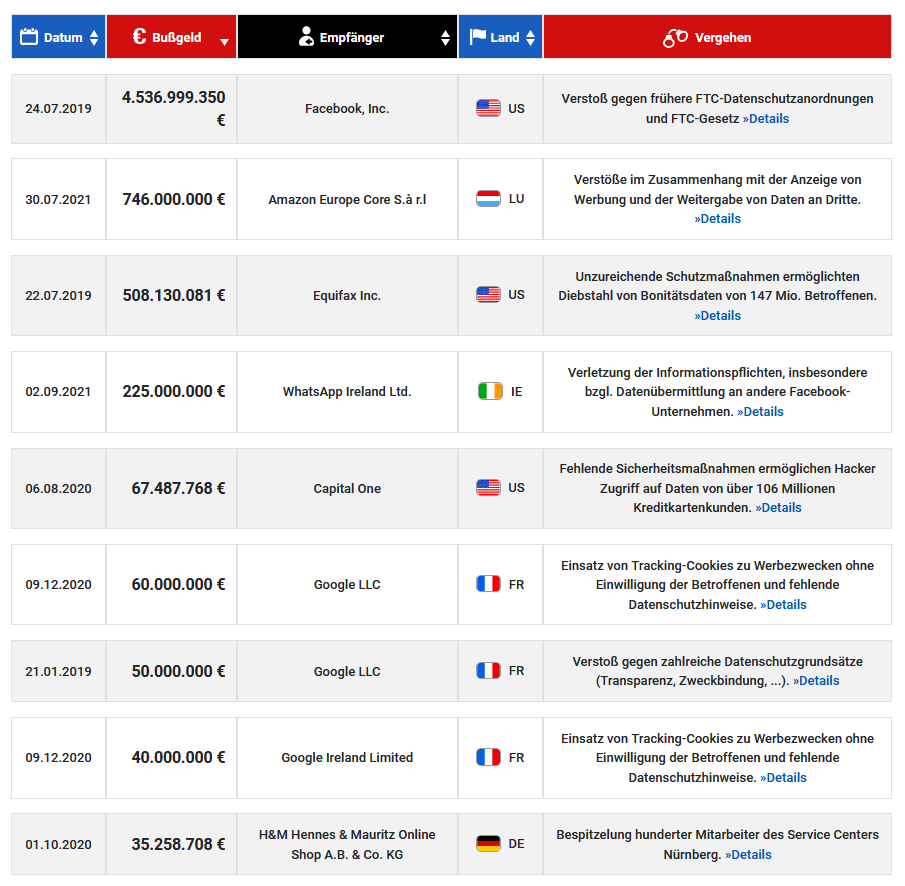 Datum € Bußgeld Empfänger Land Vergehen
24.07.2019
4.536.999.350
€
Facebook, Inc.
US
Verstoß gegen frühere FTC-Datenschutzanordnungen
und FTC-Gesetz »Details
30.07.2021
746.000.000 €
Amazon Europe Core S.à r.l
LU
Verstöße im Zusammenhang mit der Anzeige von
Werbung und der Weitergabe von Daten an Dritte.
»Details
22.07.2019
508.130.081 €
Equifax Inc.
US
Unzureichende Schutzmaßnahmen ermöglichten
Diebstahl von Bonitätsdaten von 147 Mio. Betroffenen.
»Details
02.09.2021
225.000.000 €
WhatsApp Ireland Ltd.
IE
Verletzung der Informationspflichten, insbesondere
bzgl. Datenübermittlung an andere Facebook-
Unternehmen. »Details
06.08.2020
67.487.768 €
Capital One
US
Fehlende Sicherheitsmaßnahmen ermöglichen Hacker
Zugriff auf Daten von über 106 Millionen
Kreditkartenkunden. »Details
09.12.2020
60.000.000 €
Google LLC
FR
Einsatz von Tracking-Cookies zu Werbezwecken ohne
Einwilligung der Betroffenen und fehlende
Datenschutzhinweise. »Details
21.01.2019
50.000.000 €
Google LLC
FR
Verstoß gegen zahlreiche Datenschutzgrundsätze
(Transparenz, Zweckbindung, ...). »Details
09.12.2020
40.000.000 €
Google Ireland Limited
FR
Einsatz von Tracking-Cookies zu Werbezwecken ohne
Einwilligung der Betroffenen und fehlende
Datenschutzhinweise. »Details
01.10.2020
35.258.708 €
H&M Hennes & Mauritz Online
Shop A.B. & Co. KG
DE
Bespitzelung hunderter Mitarbeiter des Service Centers
Nürnberg. »Details